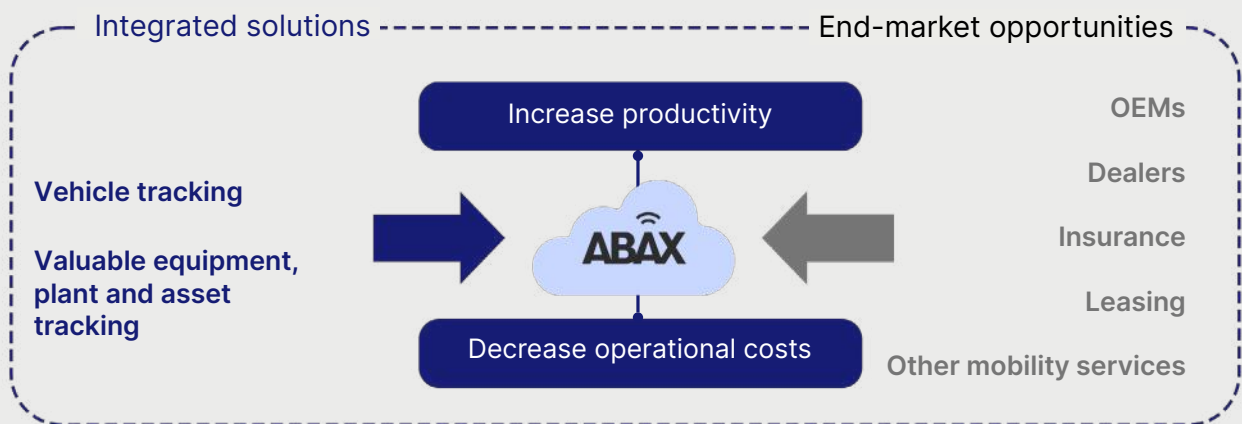 Integrated solutions
End-market opportunities
Increase productivity
Vehicle tracking
Valuable equipment,
plant and asset
tracking
ABAX
Decrease operational costs
OEMs
Dealers
Insurance
Leasing
Other mobility services